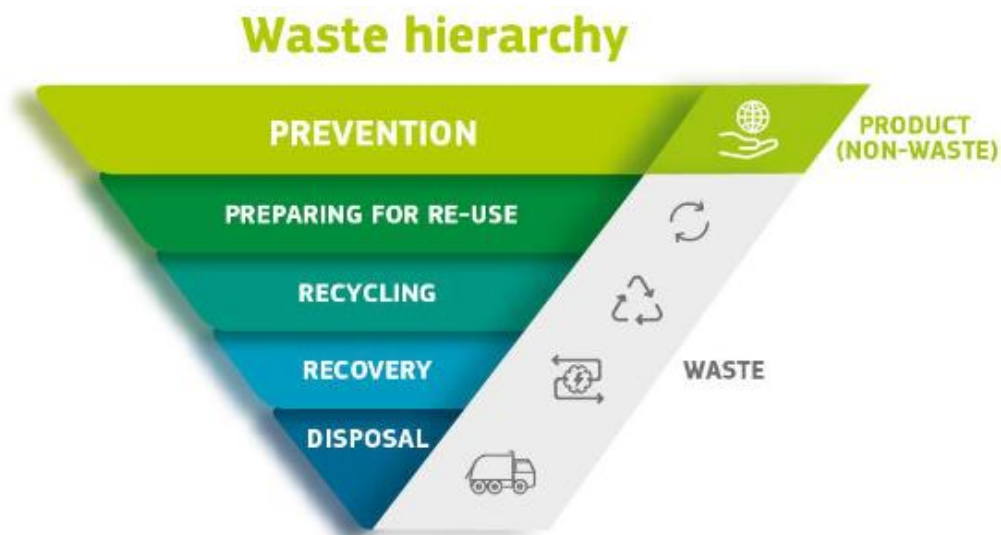 Waste hierarchy
PREVENTION
PRODUCT
(NON-WASTE)
PREPARING FOR RE-USE
RECYCLING
RECOVERY
WASTE
DISPOSAL